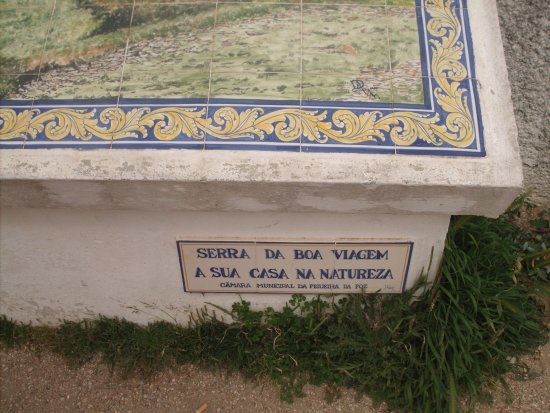 SERRA DA BOA VIAGEM
A SUA CASA NA NATUREZA
CÂMARA MUNICIPAL DA FIGUEIRA DA FOZ